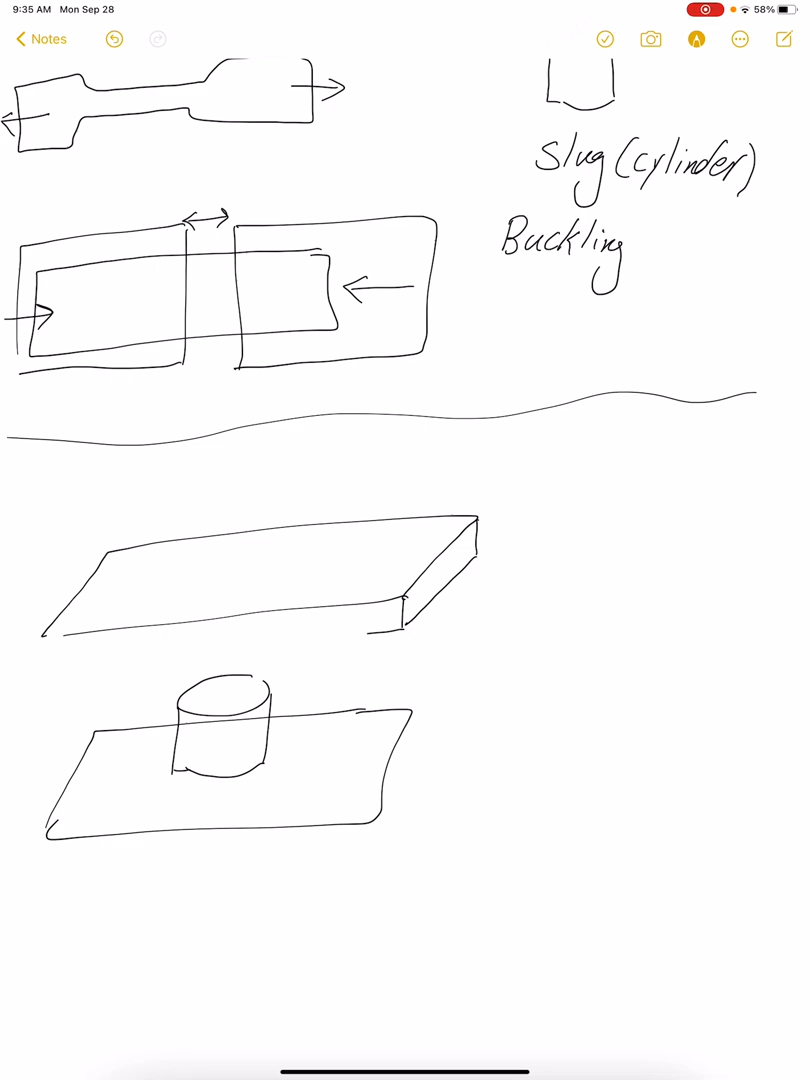 9:35 AM Mon Sep 28
58%
Notes
Slug (cylinder)
Buckling